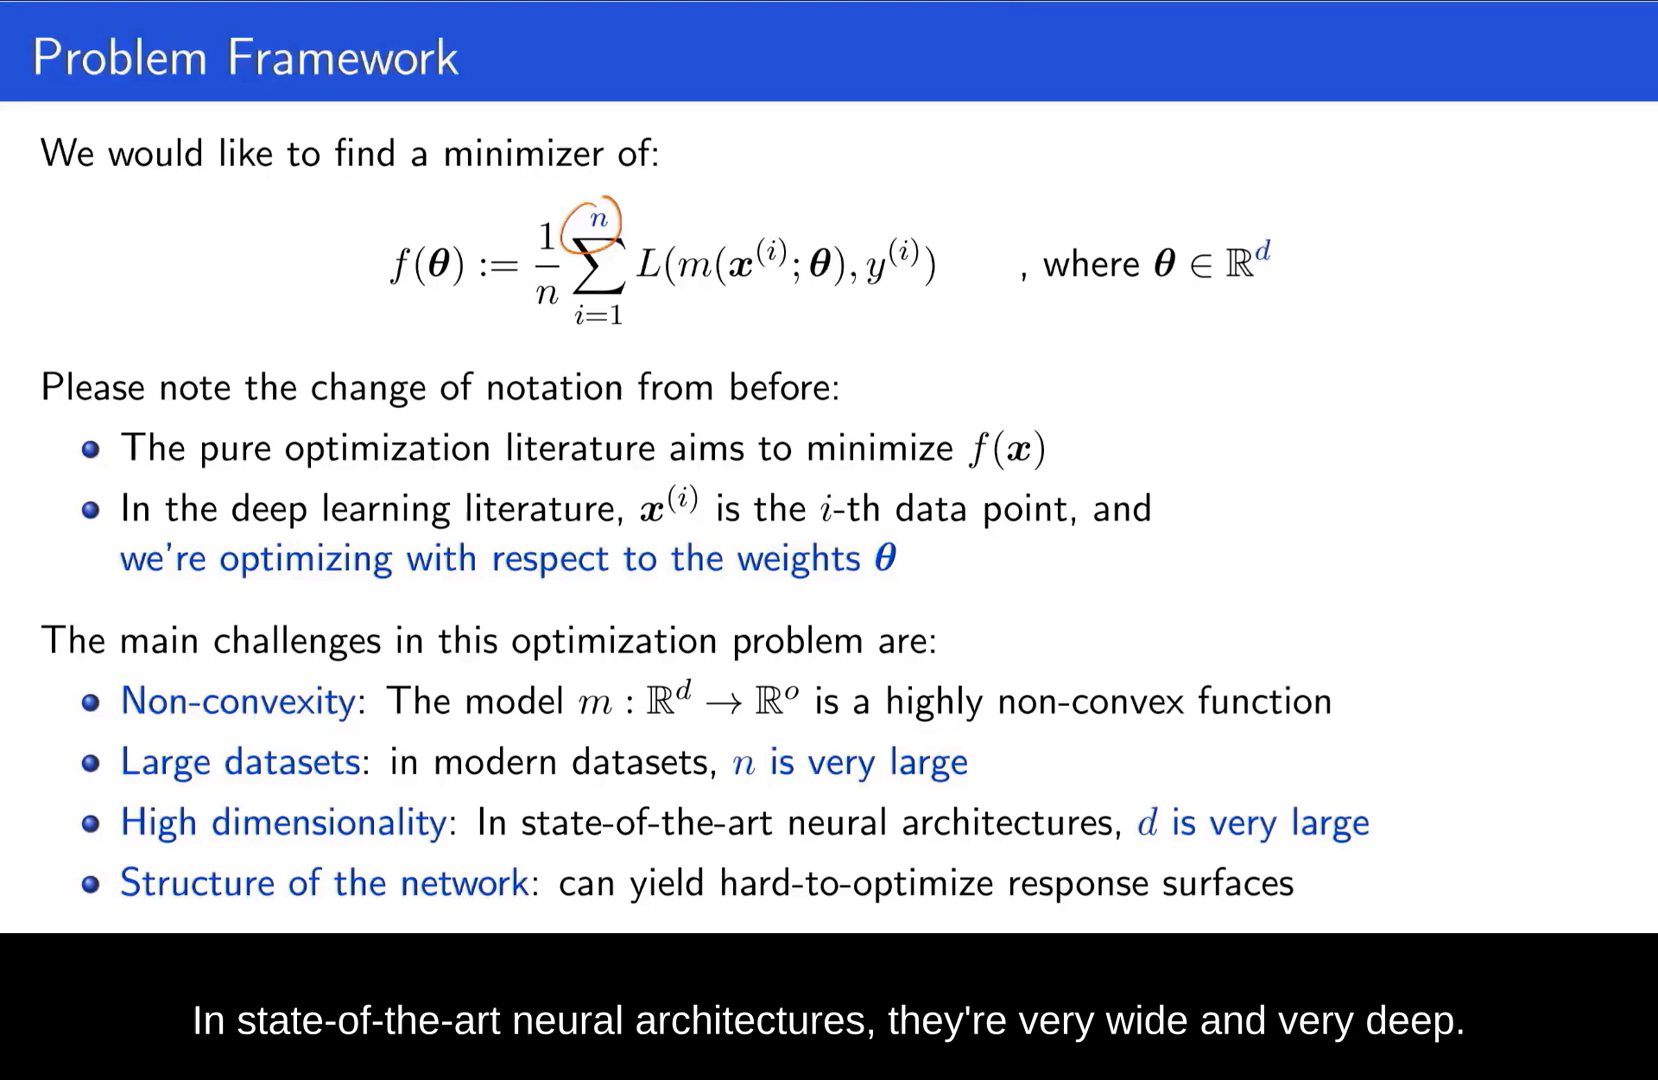 Problem Framework
We would like to find a minimizer of:
f(θ) := 1/n ∑_{i=1}^{n} L(m(x^{(i)}; θ), y^{(i)}) , where θ ∈ ℝ^d
Please note the change of notation from before:
The pure optimization literature aims to minimize f(x)
In the deep learning literature, x^{(i)} is the i-th data point, and
we're optimizing with respect to the weights θ
The main challenges in this optimization problem are:
Non-convexity: The model m : ℝ^d → ℝ^o is a highly non-convex function
Large datasets: in modern datasets, n is very large
High dimensionality: In state-of-the-art neural architectures, d is very large
Structure of the network: can yield hard-to-optimize response surfaces
In state-of-the-art neural architectures, they're very wide and very deep.